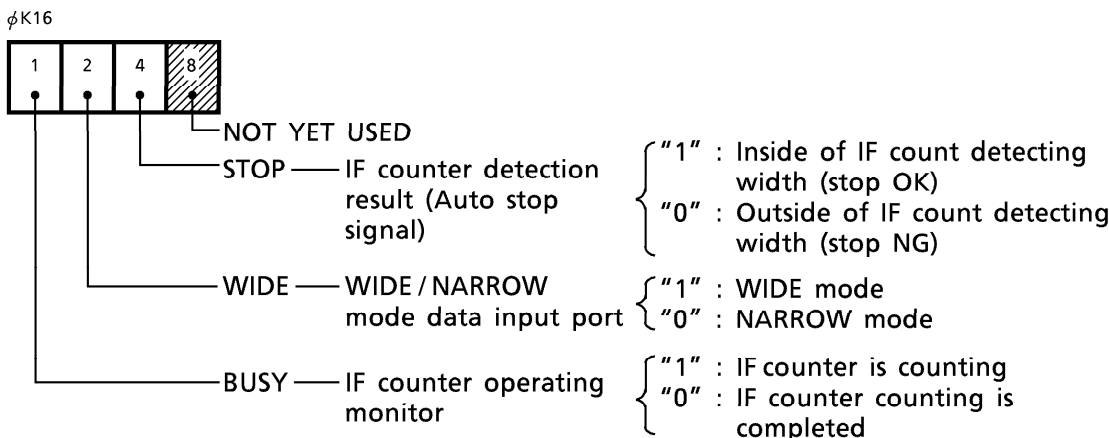 ϕK16
1 2 4 8
NOT YET USED
STOP IF counter detection
result (Auto stop
signal)
"1" : Inside of IF count detecting
width (stop OK)
"0" : Outside of IF count detecting
width (stop NG)
WIDE WIDE / NARROW
mode data input port
"1" : WIDE mode
"0" : NARROW mode
BUSY IF counter operating
monitor
"1" : IF counter is counting
"0" : IF counter counting is
completed